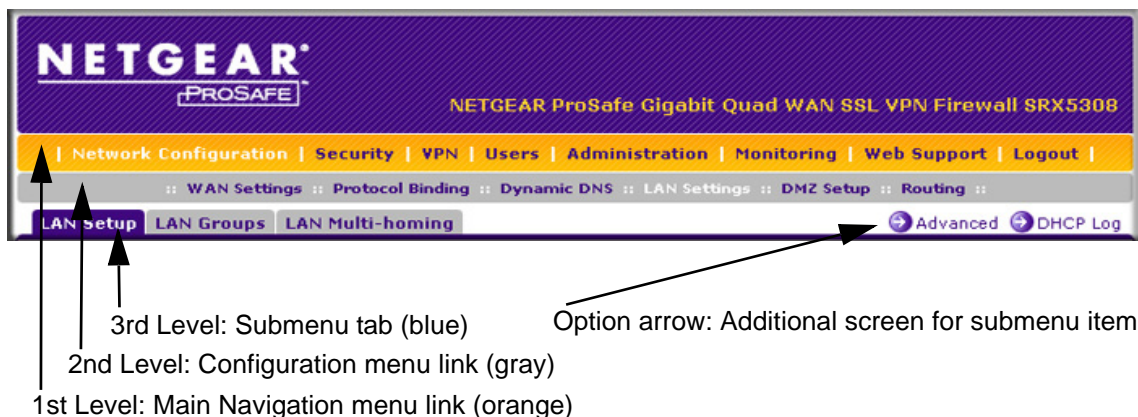 NETGEAR®
PROSAFE™
NETGEAR ProSafe Gigabit Quad WAN SSL VPN Firewall SRX5308
| Network Configuration | Security | VPN | Users | Administration | Monitoring | Web Support | Logout |
:: WAN Settings :: Protocol Binding :: Dynamic DNS :: LAN Settings :: DMZ Setup :: Routing ::
LAN Setup LAN Groups LAN Multi-homing Advanced DHCP Log
3rd Level: Submenu tab (blue) Option arrow: Additional screen for submenu item
2nd Level: Configuration menu link (gray)
1st Level: Main Navigation menu link (orange)